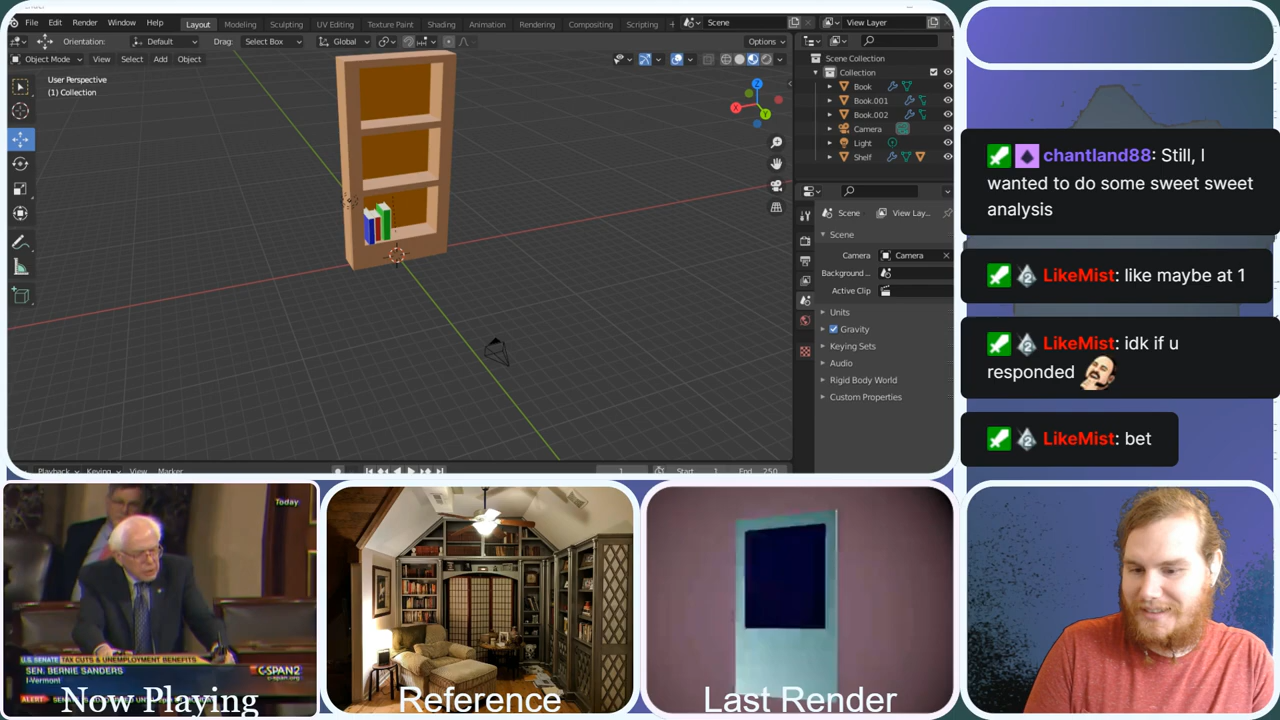 File Edit Render Window Help
Layout Modeling Sculpting UV Editing Texture Paint Shading Animation Rendering Compositing Scripting +
Scene
View Layer
Orientation: Default Drag: Select Box Global Options
Object Mode View Select Add Object
User Perspective
(1) Collection
Z
X
Y
Scene Collection
Collection
Book
Book.001
Book.002
Camera
Light
Shelf
Scene View Lay...
Scene
Camera Camera
Background ...
Active Clip
Units
Gravity
Keying Sets
Audio
Rigid Body World
Custom Properties
Playback Keying View Marker 1 Start 1 End 250
chantland88: Still, I
wanted to do some sweet sweet
analysis
LikeMist: like maybe at 1
LikeMist: idk if u
responded
LikeMist: bet
Today
U.S. SENATE TAX CUTS & UNEMPLOYMENT BENEFITS
SEN. BERNIE SANDERS
I-Vermont
C-SPAN2
c-span.org
ALERT
Now Playing
Reference
Last Render